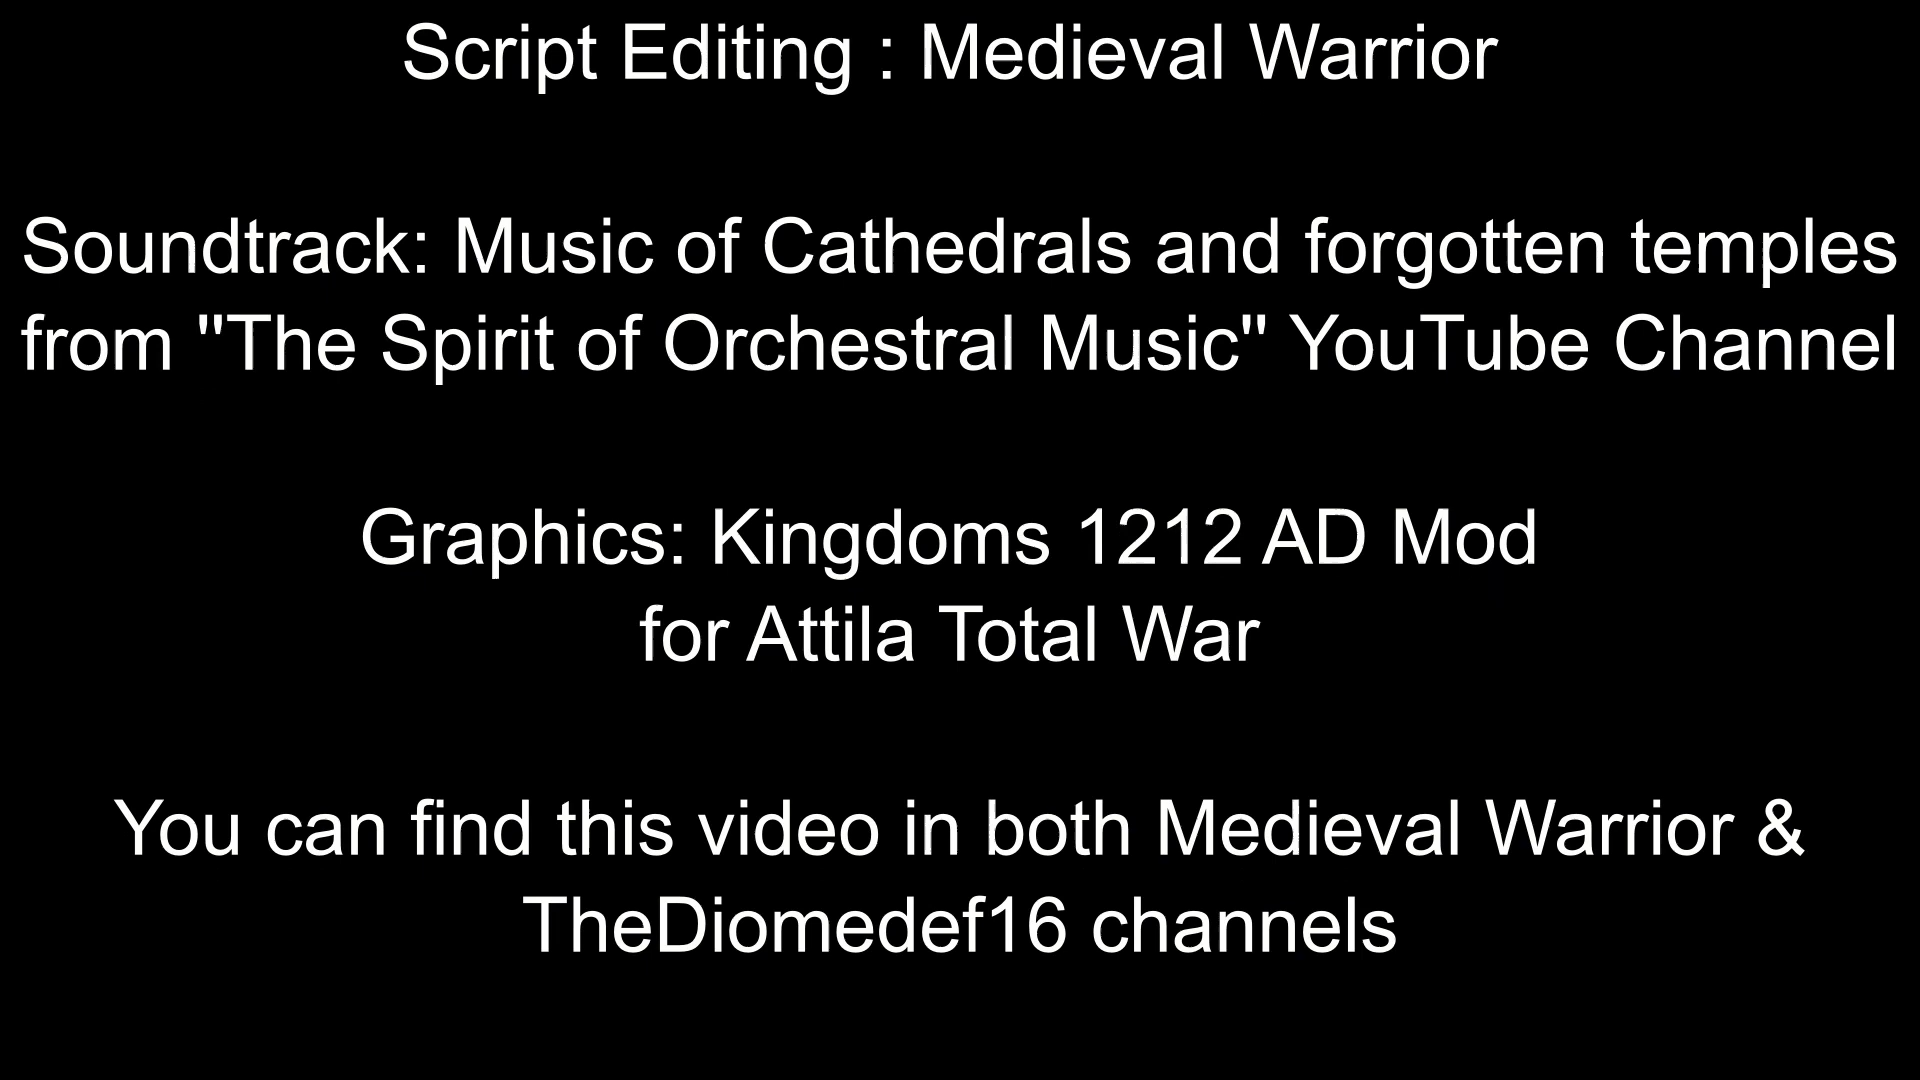 Script Editing : Medieval Warrior
Soundtrack: Music of Cathedrals and forgotten temples
from "The Spirit of Orchestral Music" YouTube Channel
Graphics: Kingdoms 1212 AD Mod
for Attila Total War
You can find this video in both Medieval Warrior &
TheDiomedef16 channels